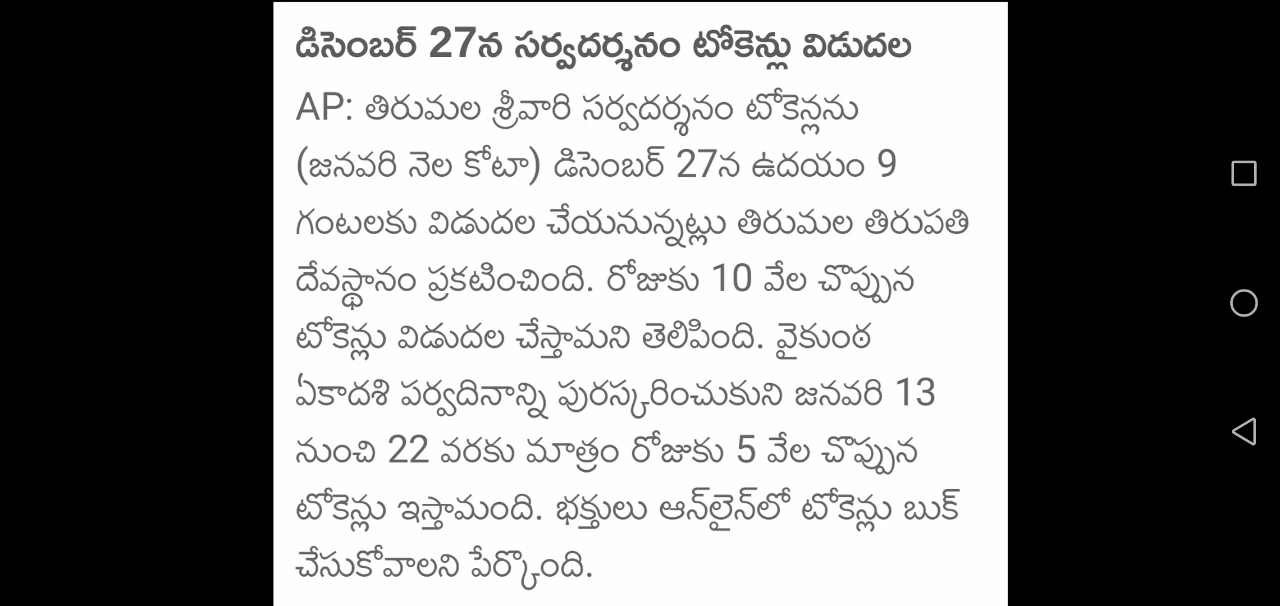 డిసెంబర్ 27న సర్వదర్శనం టోకెన్లు విడుదల
AP: తిరుమల శ్రీవారి సర్వదర్శనం టోకెన్లను
(జనవరి నెల కోటా) డిసెంబర్ 27న ఉదయం 9
గంటలకు విడుదల చేయనున్నట్లు తిరుమల తిరుపతి
దేవస్థానం ప్రకటించింది. రోజుకు 10 వేల చొప్పున
టోకెన్లు విడుదల చేస్తామని తెలిపింది. వైకుంఠ
ఏకాదశి పర్వదినాన్ని పురస్కరించుకుని జనవరి 13
నుంచి 22 వరకు మాత్రం రోజుకు 5 వేల చొప్పున
టోకెన్లు ఇస్తామంది. భక్తులు ఆన్‌లైన్‌లో టోకెన్లు బుక్
చేసుకోవాలని పేర్కొంది.